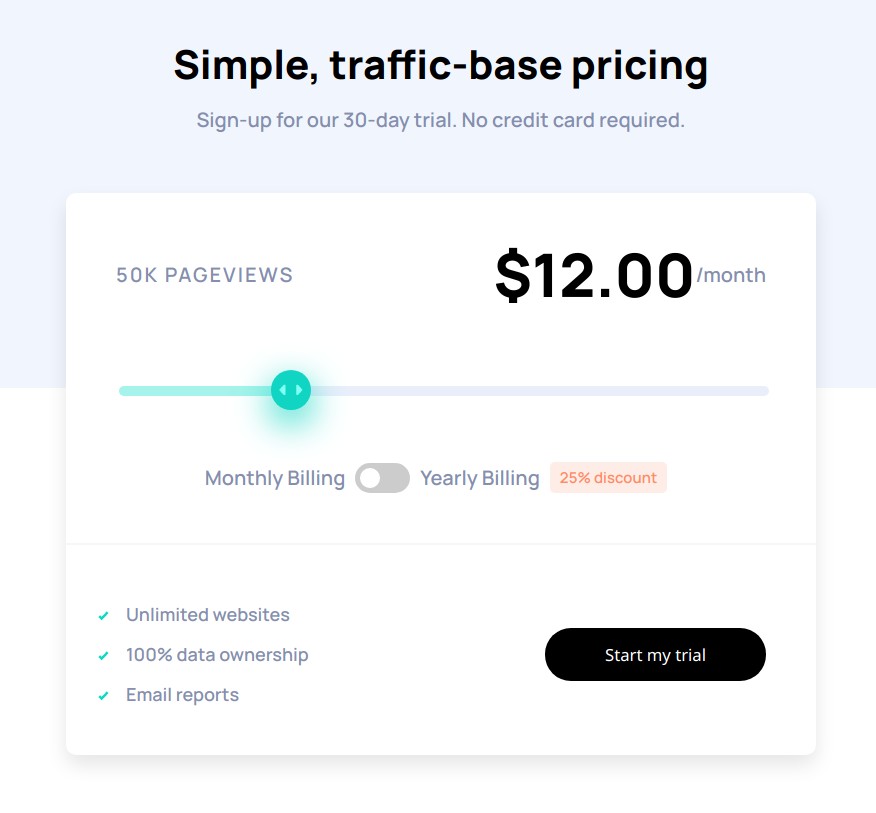 Simple, traffic-base pricing
Sign-up for our 30-day trial. No credit card required.
50K PAGEVIEWS $12.00/month
Monthly Billing Yearly Billing 25% discount
Unlimited websites
100% data ownership
Start my trial
Email reports